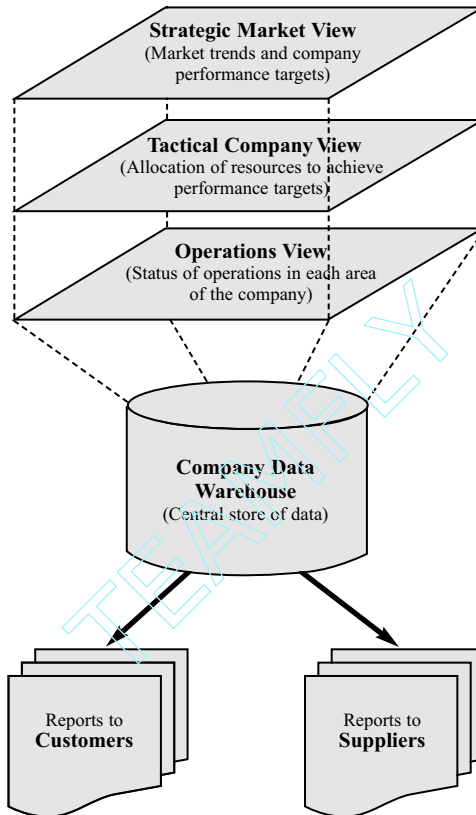 Strategic Market View
(Market trends and company
performance targets)
Tactical Company View
(Allocation of resources to achieve
performance targets)
Operations View
(Status of operations in each area
of the company)
Company Data
Warehouse
(Central store of data)
TEAMFLY
Reports to
Customers
Reports to
Suppliers